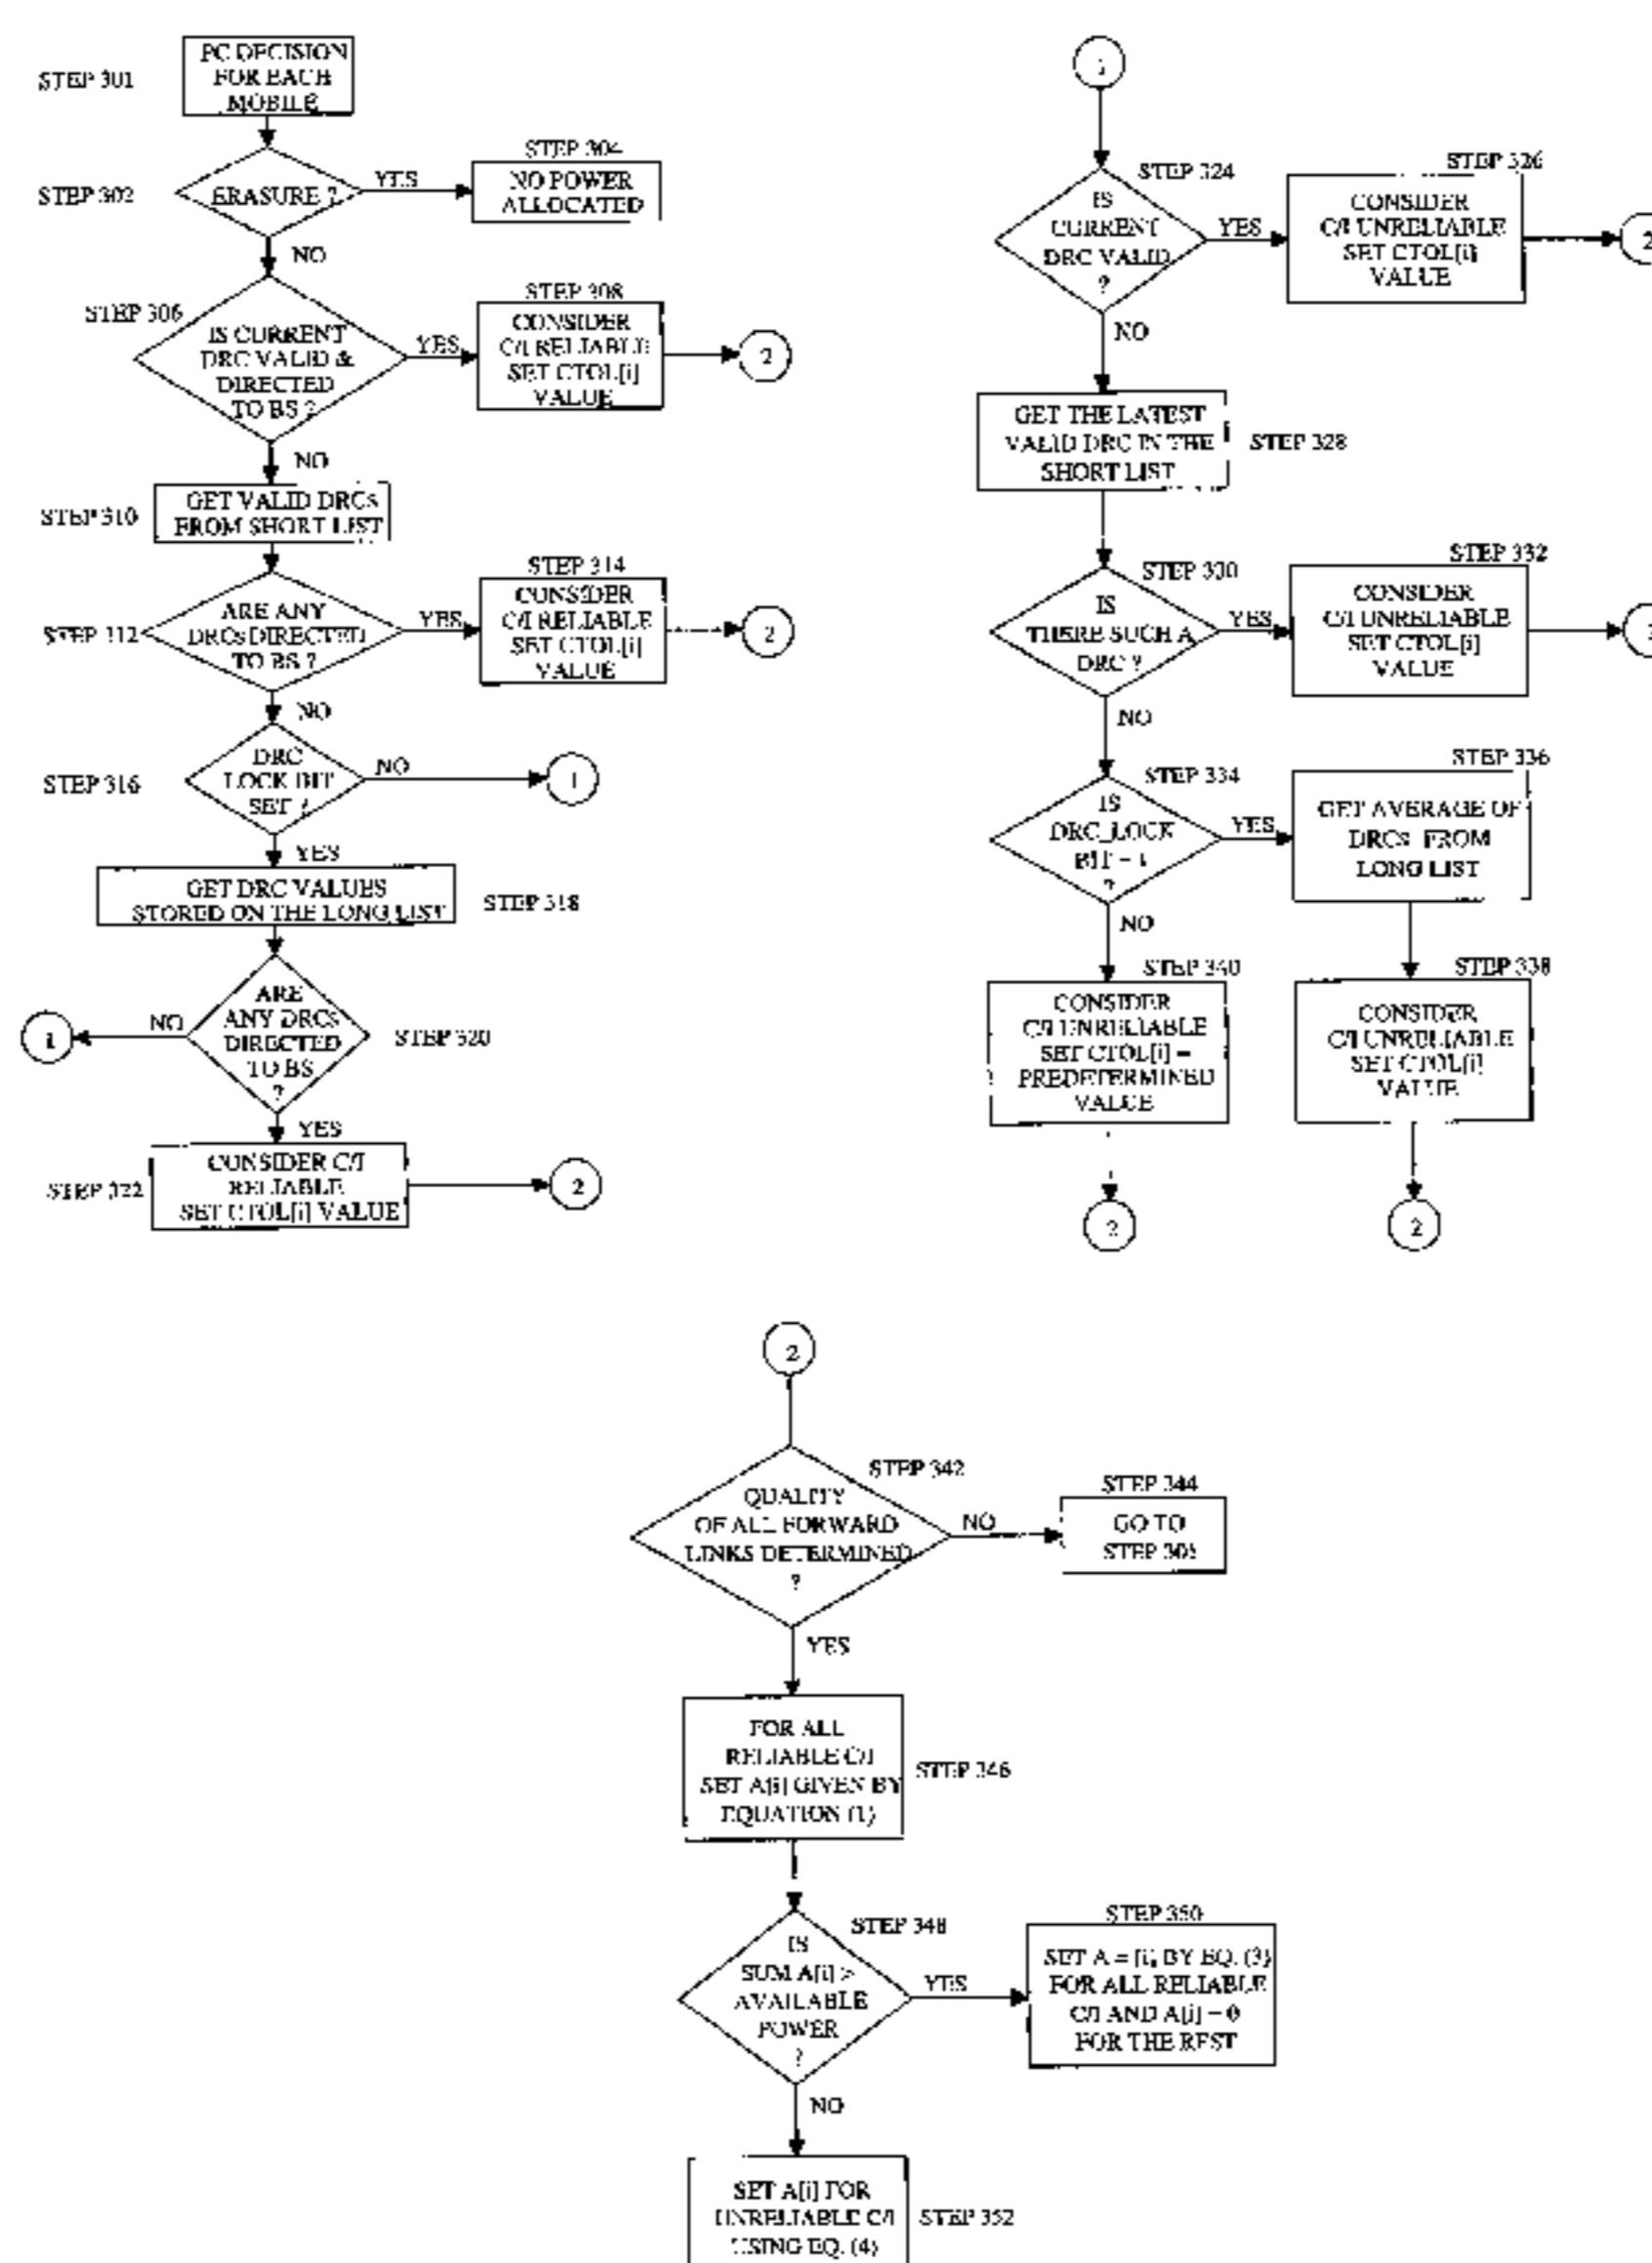 STEP 301
PC DECISION
FOR EACH
MOBILE
STEP 302
ERASURE ?
YES
STEP 304
NO POWER
ALLOCATED
NO
STEP 306
IS CURRENT
DRC VALID &
DIRECTED
TO BS ?
YES
STEP 308
CONSIDER
C/I RELIABLE
SET CTOL[i]
VALUE
2
NO
STEP 310
GET VALID DRCs
FROM SHORT LIST
STEP 312
ARE ANY
DRCs DIRECTED
TO BS ?
YES
STEP 314
CONSIDER
C/I RELIABLE
SET CTOL[i]
VALUE
2
NO
STEP 316
DRC
LOCK BIT
SET ?
NO
1
YES
GET DRC VALUES
STORED ON THE LONG LIST
STEP 318
ARE
ANY DRCs
DIRECTED
TO BS
?
STEP 320
NO
1
YES
STEP 322
CONSIDER C/I
RELIABLE
SET CTOL[i] VALUE
2
1
STEP 324
IS
CURRENT
DRC VALID
?
YES
STEP 326
CONSIDER
C/I UNRELIABLE
SET CTOL[i]
VALUE
2
NO
GET THE LATEST
VALID DRC IN THE
SHORT LIST
STEP 328
STEP 330
IS
THERE SUCH A
DRC ?
YES
STEP 332
CONSIDER
C/I UNRELIABLE
SET CTOL[i]
VALUE
NO
STEP 334
IS
DRC_LOCK
BIT = 1
?
YES
STEP 336
GET AVERAGE OF
DRCS FROM
LONG LIST
NO
STEP 340
CONSIDER
C/I UNRELIABLE
SET CTOL[i] =
PREDETERMINED
VALUE
2
STEP 338
CONSIDER
C/I UNRELIABLE
SET CTOL[i]
VALUE
2
2
STEP 342
QUALITY
OF ALL FORWARD
LINKS DETERMINED
?
NO
STEP 344
GO TO
STEP
YES
FOR ALL
RELIABLE C/I
SET A[i] GIVEN BY
EQUATION (1)
STEP 346
STEP 348
IS
SUM A[i] >
AVAILABLE
POWER
?
YES
STEP 350
SET A = [i] BY EQ. (3)
FOR ALL RELIABLE
C/I AND A[i] = 0
FOR THE REST
NO
SET A[i] FOR
UNRELIABLE C/I
USING EQ. (4)
STEP 352